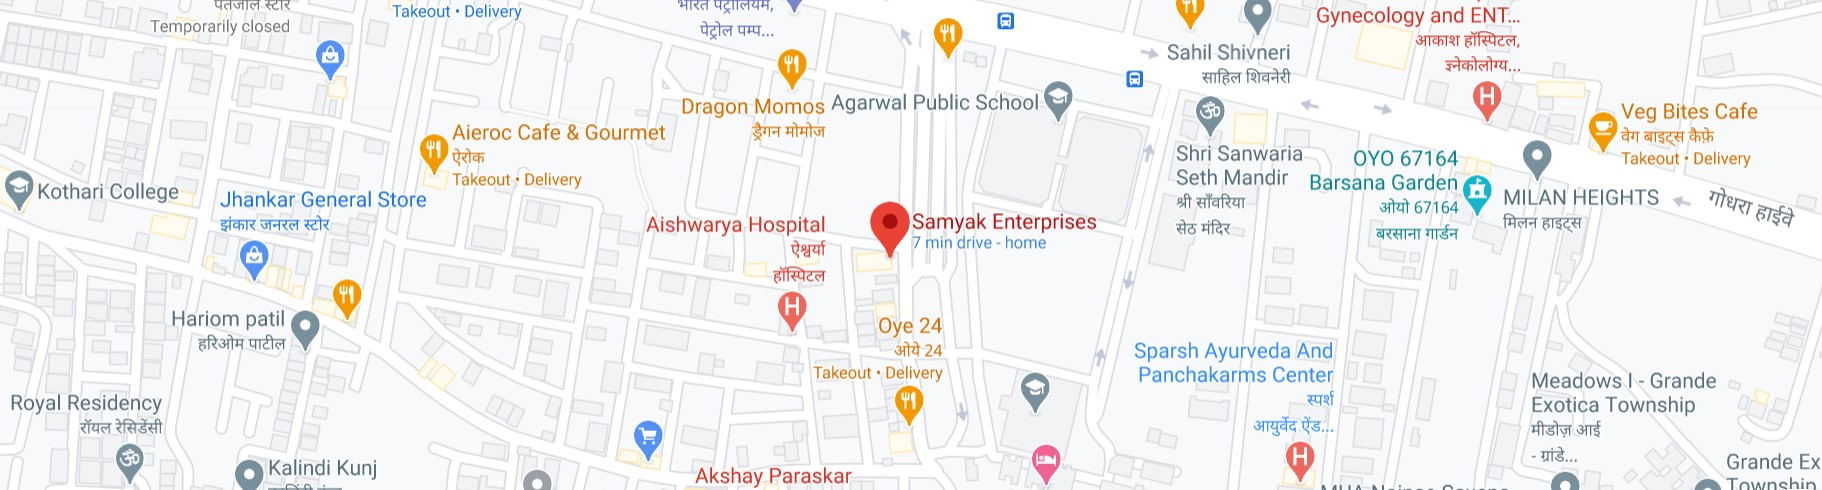 पतंजलि स्टोर
Temporarily closed
Takeout • Delivery
भारत पेट्रोलियम,
पेट्रोल पम्प...
Dragon Momos
ड्रैगन मोमोज
Agarwal Public School
Sahil Shivneri
साहिल शिवनेरी
Gynecology and ENT...
आकाश हॉस्पिटल,
ज्नेकोलोग्य...
Veg Bites Cafe
वेग बाइट्स कैफ़े
Takeout • Delivery
Aieroc Cafe & Gourmet
ऐरोक
Takeout • Delivery
Kothari College
Jhankar General Store
झंकार जनरल स्टोर
Aishwarya Hospital
ऐश्वर्या
हॉस्पिटल
Samyak Enterprises
7 min drive - home
Shri Sanwaria
Seth Mandir
श्री साँवरिया
सेठ मंदिर
OYO 67164
Barsana Garden
ओयो 67164
बरसाना गार्डन
MILAN HEIGHTS
मिलन हाइट्स
गोधरा हाईवे
Hariom patil
हरिओम पाटील
Oye 24
ओये 24
Takeout • Delivery
Sparsh Ayurveda And
Panchakarms Center
स्पर्श
आयुर्वेद ऐंड...
Meadows I - Grande
Exotica Township
मीडोज़ आई
- ग्रांडे...
Royal Residency
रॉयल रेसिडेंसी
Kalindi Kunj
Akshay Paraskar
Grande Ex
Township